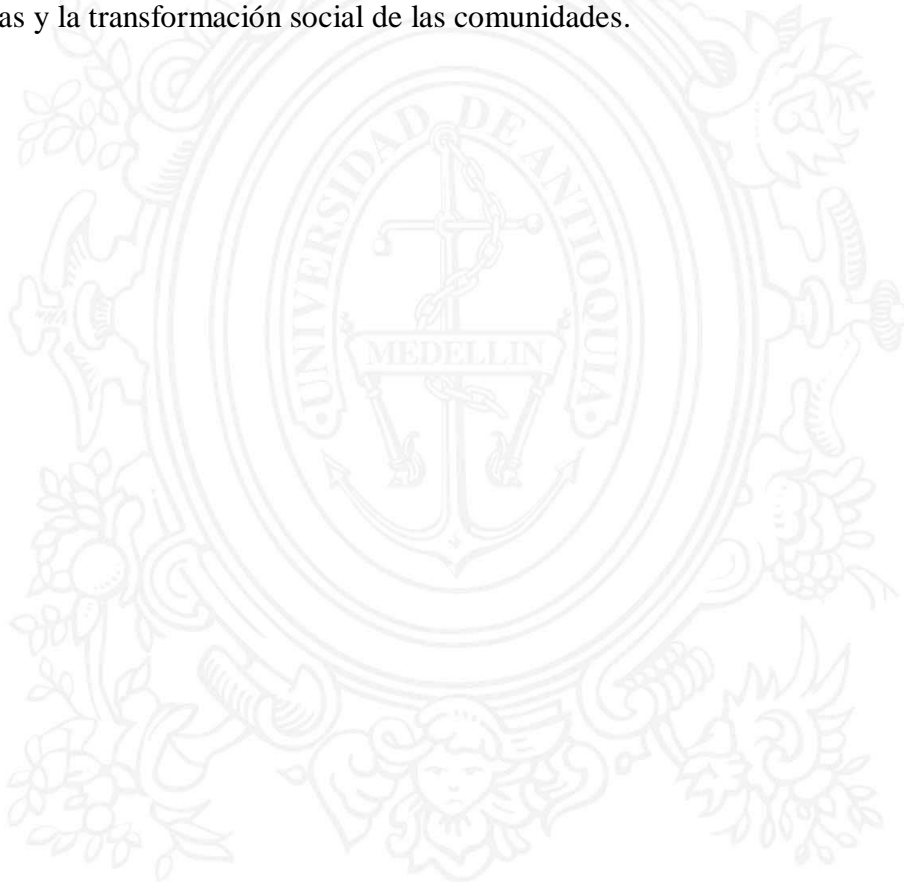 as y la transformación social de las comunidades.
UNIVERSIDAD DE ANTIOQUIA
MEDELLIN